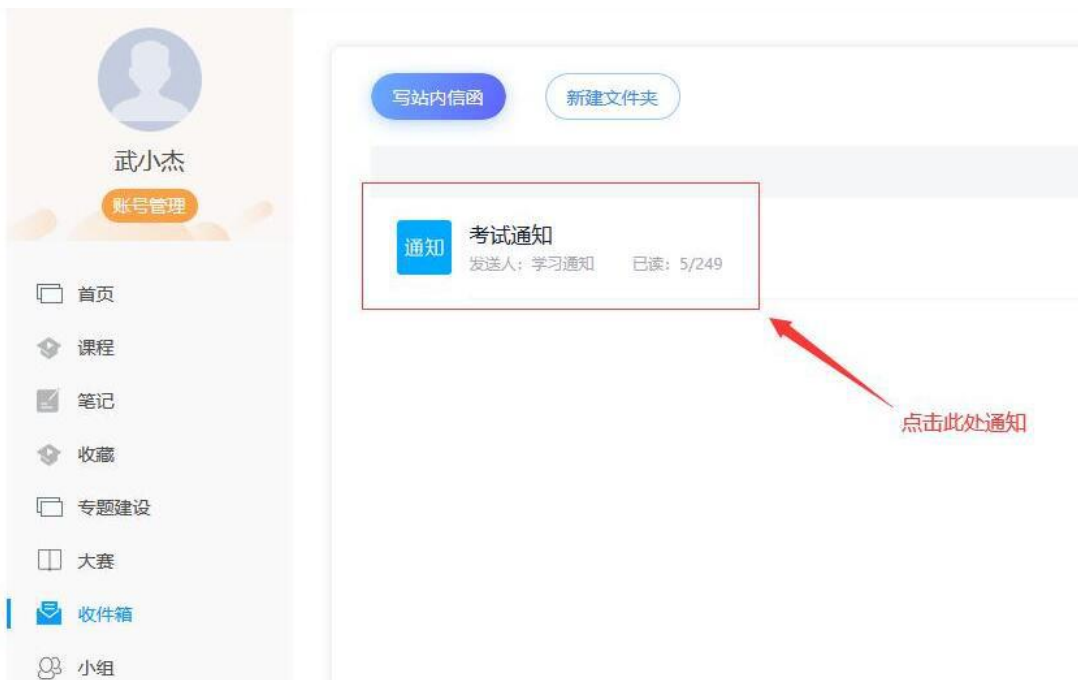 武小杰
账号管理
首页
课程
笔记
收藏
专题建设
大赛
收件箱
小组
写站内信函
新建文件夹
通知
考试通知
发送人：学习通知 已读：5/249
点击此处通知